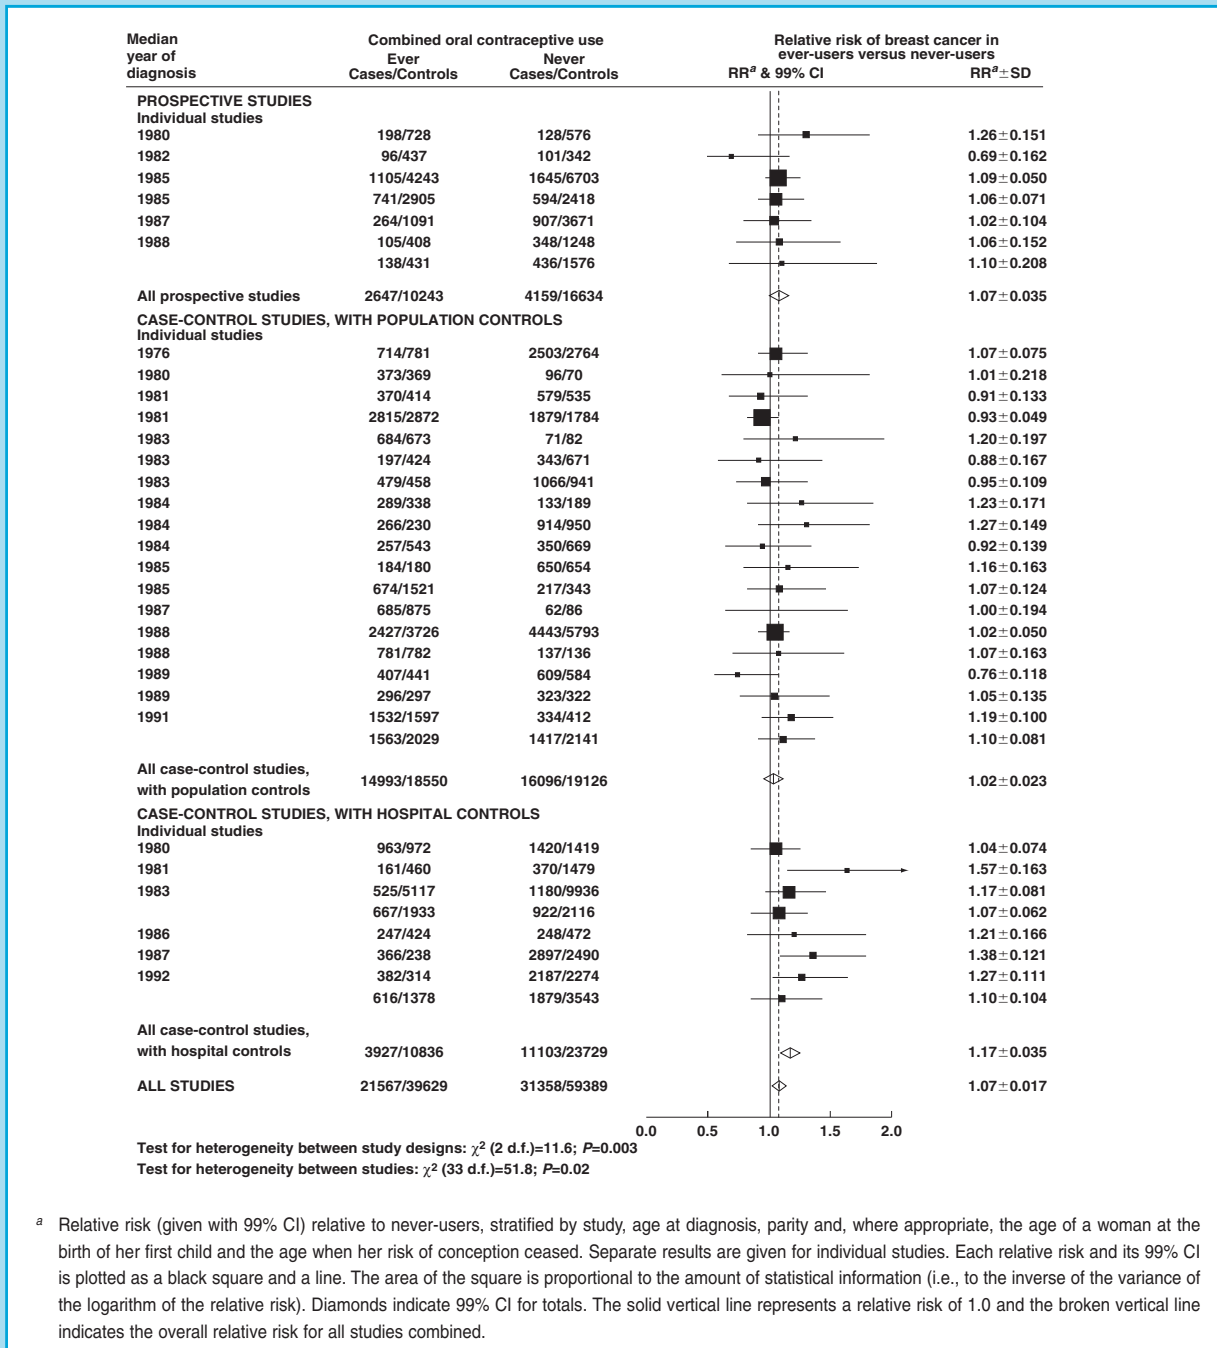 Median year of diagnosis
Combined oral contraceptive use
Relative risk of breast cancer in ever-users versus never-users
Ever Cases/Controls
Never Cases/Controls
RRa & 99% CI
RRa±SD
PROSPECTIVE STUDIES
Individual studies
1980 198/728 128/576 1.26±0.151
1982 96/437 101/342 0.69±0.162
1985 1105/4243 1645/6703 1.09±0.050
1985 741/2905 594/2418 1.06±0.071
1987 264/1091 907/3671 1.02±0.104
1988 105/408 348/1248 1.06±0.152
138/431 436/1576 1.10±0.208
All prospective studies 2647/10243 4159/16634 1.07±0.035
CASE-CONTROL STUDIES, WITH POPULATION CONTROLS
Individual studies
1976 714/781 2503/2764 1.07±0.075
1980 373/369 96/70 1.01±0.218
1981 370/414 579/535 0.91±0.133
1981 2815/2872 1879/1784 0.93±0.049
1983 684/673 71/82 1.20±0.197
1983 197/424 343/671 0.88±0.167
1983 479/458 1066/941 0.95±0.109
1984 289/338 133/189 1.23±0.171
1984 266/230 914/950 1.27±0.149
1984 257/543 350/669 0.92±0.139
1985 184/180 650/654 1.16±0.163
1985 674/1521 217/343 1.07±0.124
1987 685/875 62/86 1.00±0.194
1988 2427/3726 4443/5793 1.02±0.050
1988 781/782 137/136 1.07±0.163
1989 407/441 609/584 0.76±0.118
1989 296/297 323/322 1.05±0.135
1991 1532/1597 334/412 1.19±0.100
1563/2029 1417/2141 1.10±0.081
All case-control studies,
with population controls 14993/18550 16096/19126 1.02±0.023
CASE-CONTROL STUDIES, WITH HOSPITAL CONTROLS
Individual studies
1980 963/972 1420/1419 1.04±0.074
1981 161/460 370/1479 1.57±0.163
1983 525/5117 1180/9936 1.17±0.081
667/1933 922/2116 1.07±0.062
1986 247/424 248/472 1.21±0.166
1987 366/238 2897/2490 1.38±0.121
1992 382/314 2187/2274 1.27±0.111
616/1378 1879/3543 1.10±0.104
All case-control studies,
with hospital controls 3927/10836 11103/23729 1.17±0.035
ALL STUDIES 21567/39629 31358/59389 1.07±0.017
0.0 0.5 1.0 1.5 2.0
Test for heterogeneity between study designs: χ2 (2 d.f.)=11.6; P=0.003
Test for heterogeneity between studies: χ2 (33 d.f.)=51.8; P=0.02
a Relative risk (given with 99% CI) relative to never-users, stratified by study, age at diagnosis, parity and, where appropriate, the age of a woman at the
birth of her first child and the age when her risk of conception ceased. Separate results are given for individual studies. Each relative risk and its 99% CI
is plotted as a black square and a line. The area of the square is proportional to the amount of statistical information (i.e., to the inverse of the variance of
the logarithm of the relative risk). Diamonds indicate 99% CI for totals. The solid vertical line represents a relative risk of 1.0 and the broken vertical line
indicates the overall relative risk for all studies combined.